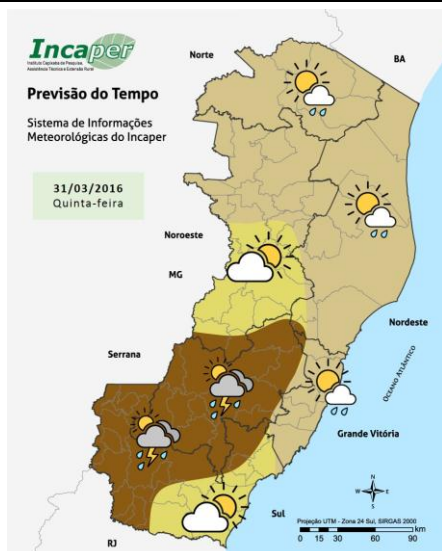 Incaper
Instituto Capixaba de Pesquisa,
Assistência Técnica e Extensão Rural
Previsão do Tempo
Sistema de Informações
Meteorológicas do Incaper
31/03/2016
Quinta-feira
Norte
BA
Noroeste
MG
Nordeste
Serrana
OCEANO ATLÂNTICO
Grande Vitória
Sul
RJ
N
W
E
S
Projeção UTM - Zona 24 Sul, SIRGAS 2000
km
0 15 30 60 90